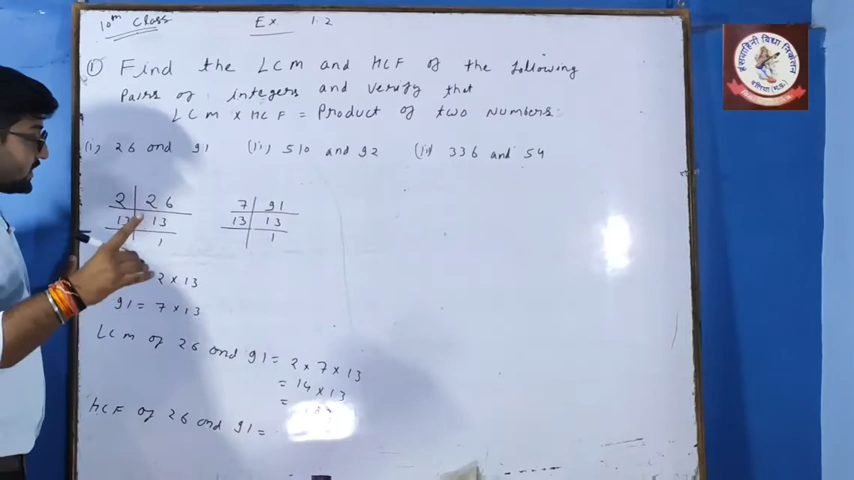 10th Class Ex 1.2
① Find the LCM and HCF of the following
Pairs of integers and verify that
LCM × HCF = Product of two Numbers.
(i) 26 and 91 (ii) 510 and 92 (iii) 336 and 54
2 | 26 7 | 91
13 | 13 13 | 13
1 1
2 × 13
91 = 7 × 13
LCM of 26 and 91 = 2 × 7 × 13
= 14 × 13
=
HCF of 26 and 91 =
हंसवाहिनी विद्या निकेतन